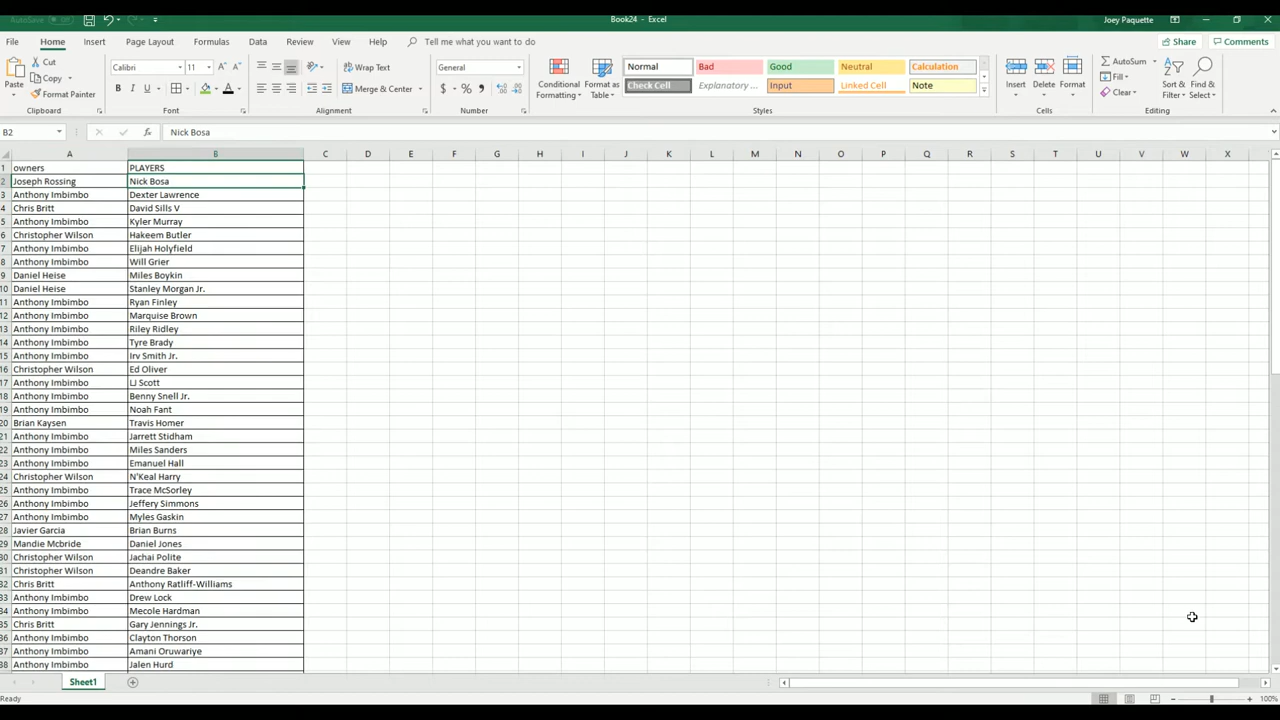 AutoSave Off Book24 - Excel Joey Paquette
File Home Insert Page Layout Formulas Data Review View Help Tell me what you want to do Share Comments
Paste Cut Copy Format Painter Clipboard
Calibri 11 A A B I U A Font
Wrap Text Merge & Center Alignment
General $ % , Number
Conditional Formatting Format as Table
Normal Bad Good Neutral Calculation
Check Cell Explanatory ... Input Linked Cell Note
Styles
Insert Delete Format Cells
AutoSum Fill Clear Sort & Filter Find & Select Editing
B2 fx Nick Bosa
A B C D E F G H I J K L M N O P Q R S T U V W X
1 owners PLAYERS
2 Joseph Rossing Nick Bosa
3 Anthony Imbimbo Dexter Lawrence
4 Chris Britt David Sills V
5 Anthony Imbimbo Kyler Murray
6 Christopher Wilson Hakeem Butler
7 Anthony Imbimbo Elijah Holyfield
8 Anthony Imbimbo Will Grier
9 Daniel Heise Miles Boykin
10 Daniel Heise Stanley Morgan Jr.
11 Anthony Imbimbo Ryan Finley
12 Anthony Imbimbo Marquise Brown
13 Anthony Imbimbo Riley Ridley
14 Anthony Imbimbo Tyre Brady
15 Anthony Imbimbo Irv Smith Jr.
16 Christopher Wilson Ed Oliver
17 Anthony Imbimbo LJ Scott
18 Anthony Imbimbo Benny Snell Jr.
19 Anthony Imbimbo Noah Fant
20 Brian Kaysen Travis Homer
21 Anthony Imbimbo Jarrett Stidham
22 Anthony Imbimbo Miles Sanders
23 Anthony Imbimbo Emanuel Hall
24 Christopher Wilson N'Keal Harry
25 Anthony Imbimbo Trace McSorley
26 Anthony Imbimbo Jeffery Simmons
27 Anthony Imbimbo Myles Gaskin
28 Javier Garcia Brian Burns
29 Mandie Mcbride Daniel Jones
30 Christopher Wilson Jachai Polite
31 Christopher Wilson Deandre Baker
32 Chris Britt Anthony Ratliff-Williams
33 Anthony Imbimbo Drew Lock
34 Anthony Imbimbo Mecole Hardman
35 Chris Britt Gary Jennings Jr.
36 Anthony Imbimbo Clayton Thorson
37 Anthony Imbimbo Amani Oruwariye
38 Anthony Imbimbo Jalen Hurd
Sheet1
Ready 100%